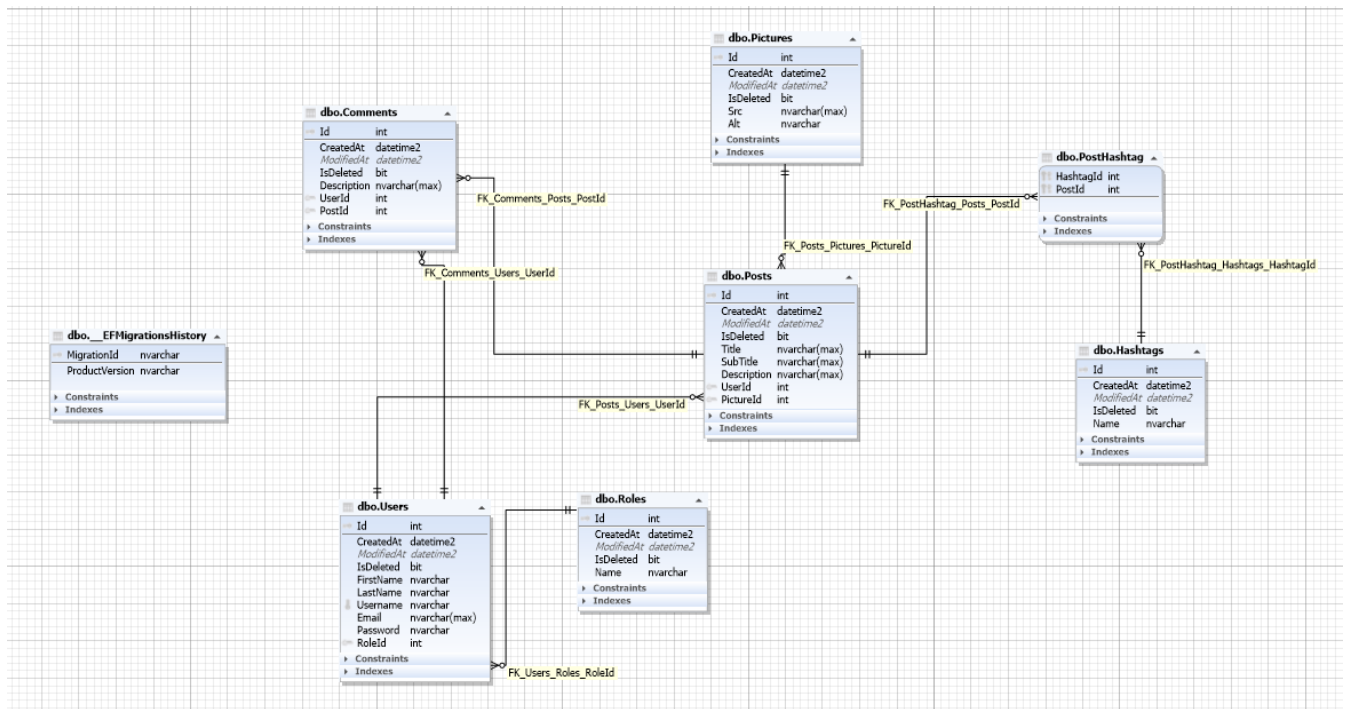 dbo.Pictures
Id int
CreatedAt datetime2
ModifiedAt datetime2
IsDeleted bit
Src nvarchar(max)
Alt nvarchar
Constraints
Indexes
dbo.Comments
Id int
CreatedAt datetime2
ModifiedAt datetime2
IsDeleted bit
Description nvarchar(max)
UserId int
PostId int
Constraints
Indexes
dbo.PostHashtag
HashtagId int
PostId int
Constraints
Indexes
FK_Comments_Posts_PostId
FK_PostHashtag_Posts_PostId
FK_Posts_Pictures_PictureId
FK_Comments_Users_UserId
FK_PostHashtag_Hashtags_HashtagId
dbo.Posts
Id int
CreatedAt datetime2
ModifiedAt datetime2
IsDeleted bit
Title nvarchar(max)
SubTitle nvarchar(max)
Description nvarchar(max)
UserId int
PictureId int
Constraints
Indexes
dbo.__EFMigrationsHistory
MigrationId nvarchar
ProductVersion nvarchar
Constraints
Indexes
dbo.Hashtags
Id int
CreatedAt datetime2
ModifiedAt datetime2
IsDeleted bit
Name nvarchar
Constraints
Indexes
FK_Posts_Users_UserId
dbo.Users
Id int
CreatedAt datetime2
ModifiedAt datetime2
IsDeleted bit
FirstName nvarchar
LastName nvarchar
Username nvarchar
Email nvarchar(max)
Password nvarchar
RoleId int
Constraints
Indexes
dbo.Roles
Id int
CreatedAt datetime2
ModifiedAt datetime2
IsDeleted bit
Name nvarchar
Constraints
Indexes
FK_Users_Roles_RoleId